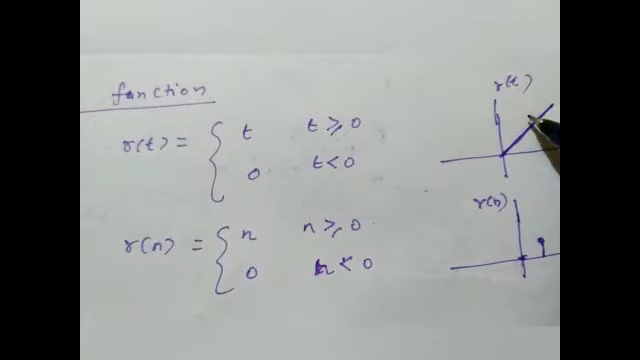 function
r(t) = { t t ≥ 0
0 t < 0
r(n) = { n n ≥ 0
0 n < 0
r(t)
r(n)